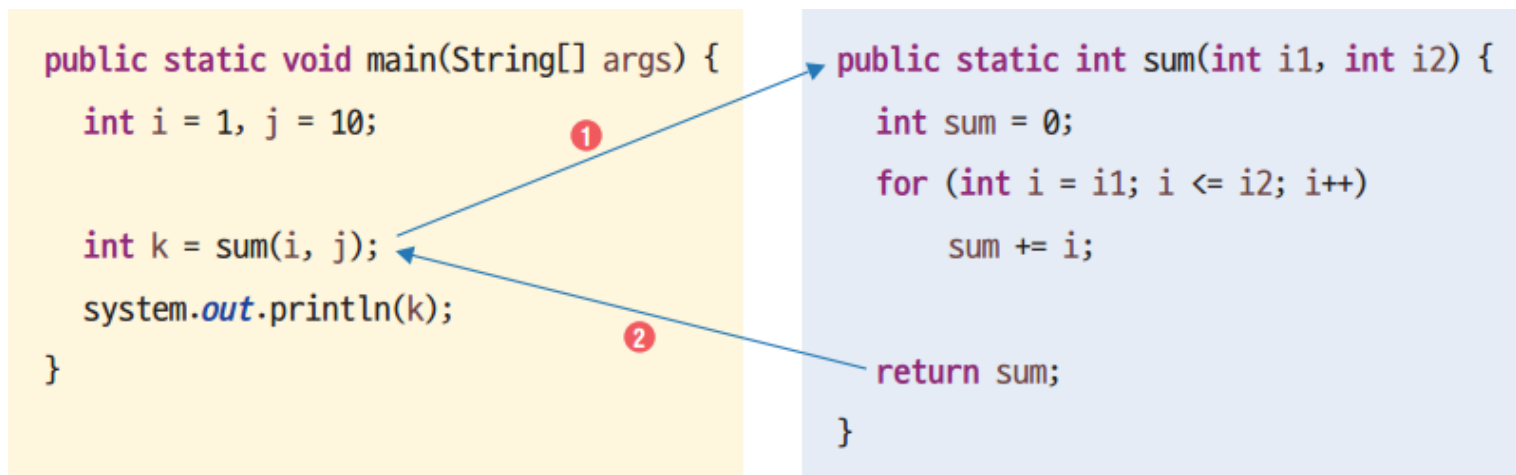 public static void main(String[] args) {
int i = 1, j = 10;
int k = sum(i, j);
system.out.println(k);
}
1
2
public static int sum(int i1, int i2) {
int sum = 0;
for (int i = i1; i <= i2; i++)
sum += i;
return sum;
}